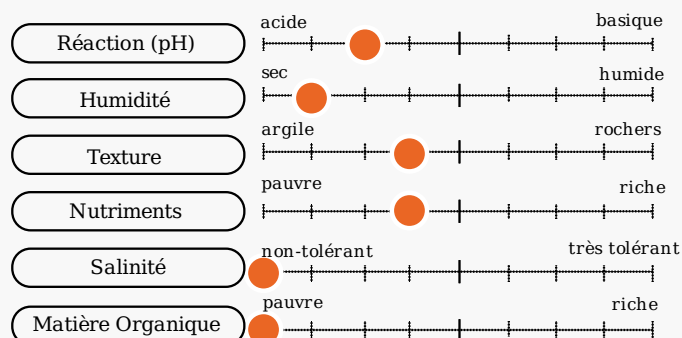 acide basique
Réaction (pH)
sec humide
Humidité
argile rochers
Texture
pauvre riche
Nutriments
non-tolérant très tolérant
Salinité
pauvre riche
Matière Organique